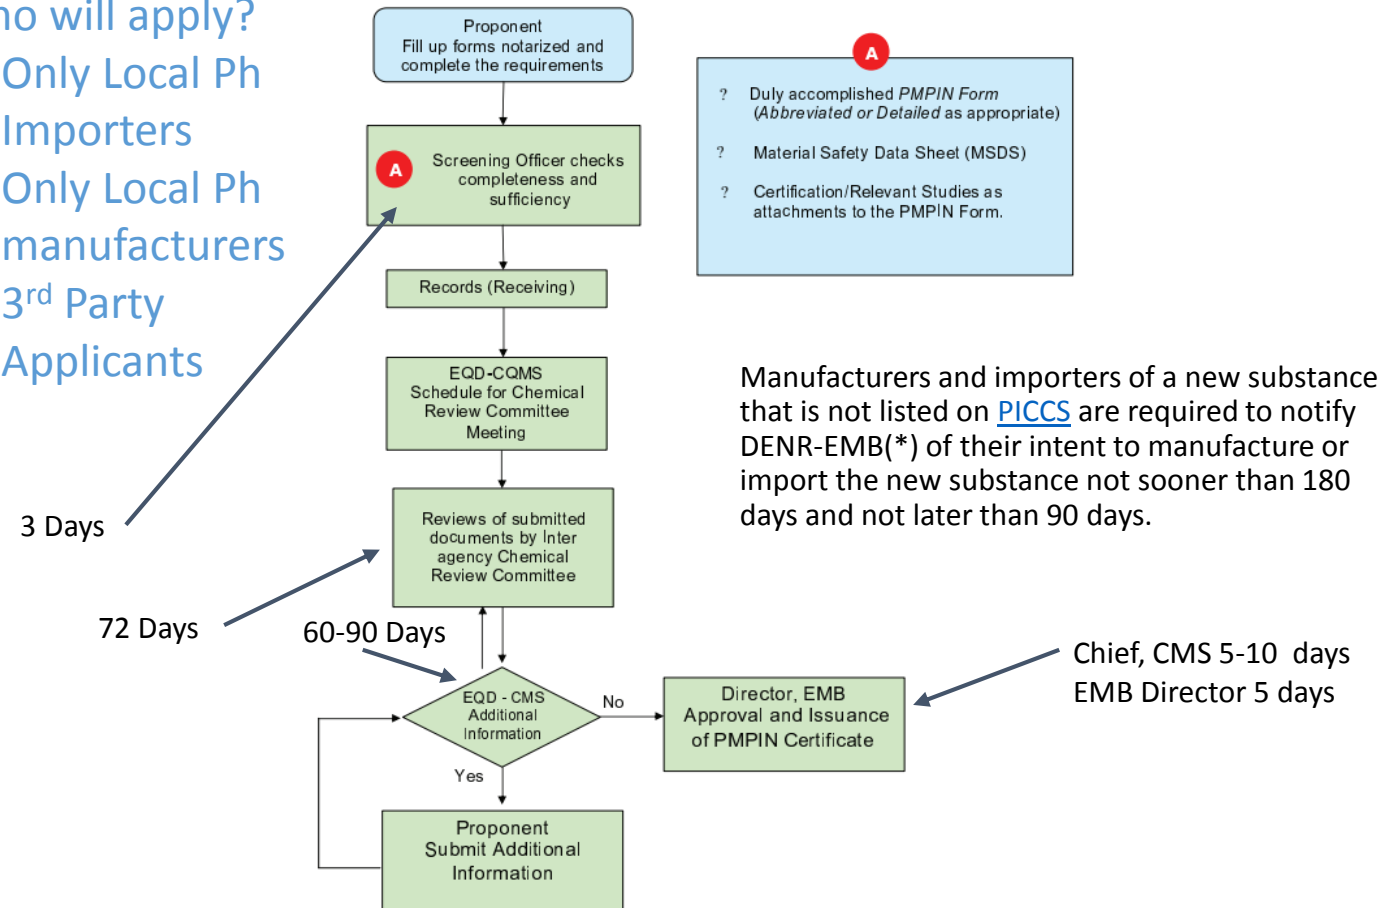 no will apply?
Only Local Ph
Importers
Only Local Ph
manufacturers
3rd Party
Applicants
Proponent
Fill up forms notarized and
complete the requirements
A
Screening Officer checks
completeness and
sufficiency
Records (Receiving)
EQD-CQMS
Schedule for Chemical
Review Committee
Meeting
Reviews of submitted
documents by Inter
agency Chemical
Review Committee
EQD - CMS
Additional
Information
No
Yes
Director, EMB
Approval and Issuance
of PMPIN Certificate
Proponent
Submit Additional
Information
3 Days
72 Days
60-90 Days
A
? Duly accomplished PMPIN Form
(Abbreviated or Detailed as appropriate)
? Material Safety Data Sheet (MSDS)
? Certification/Relevant Studies as
attachments to the PMPIN Form.
Manufacturers and importers of a new substance
that is not listed on PICCS are required to notify
DENR-EMB(*) of their intent to manufacture or
import the new substance not sooner than 180
days and not later than 90 days.
Chief, CMS 5-10 days
EMB Director 5 days